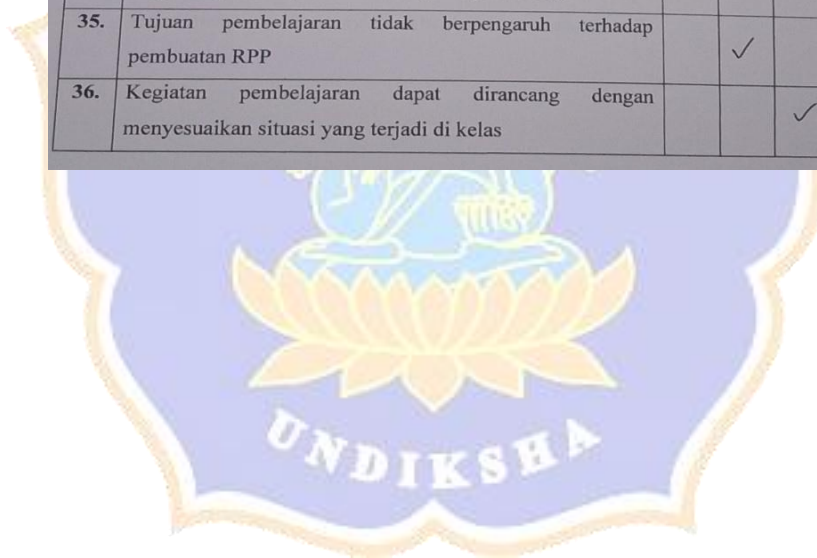 35. Tujuan pembelajaran tidak berpengaruh terhadap
pembuatan RPP
36. Kegiatan pembelajaran dapat dirancang dengan
menyesuaikan situasi yang terjadi di kelas
UNDIKSHA